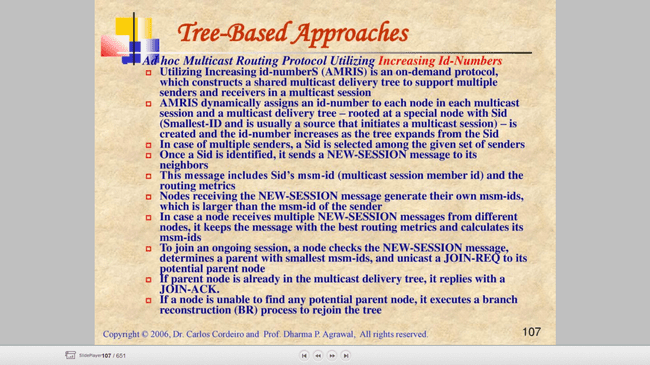 Tree-Based Approaches
Ad hoc Multicast Routing Protocol Utilizing Increasing Id-Numbers
Utilizing Increasing id-numberS (AMRIS) is an on-demand protocol,
which constructs a shared multicast delivery tree to support multiple
senders and receivers in a multicast session
AMRIS dynamically assigns an id-number to each node in each multicast
session and a multicast delivery tree – rooted at a special node with Sid
(Smallest-ID and is usually a source that initiates a multicast session) – is
created and the id-number increases as the tree expands from the Sid
In case of multiple senders, a Sid is selected among the given set of senders
Once a Sid is identified, it sends a NEW-SESSION message to its
neighbors
This message includes Sid's msm-id (multicast session member id) and the
routing metrics
Nodes receiving the NEW-SESSION message generate their own msm-ids,
which is larger than the msm-id of the sender
In case a node receives multiple NEW-SESSION messages from different
nodes, it keeps the message with the best routing metrics and calculates its
msm-ids
To join an ongoing session, a node checks the NEW-SESSION message,
determines a parent with smallest msm-ids, and unicast a JOIN-REQ to its
potential parent node
If parent node is already in the multicast delivery tree, it replies with a
JOIN-ACK.
If a node is unable to find any potential parent node, it executes a branch
reconstruction (BR) process to rejoin the tree
Copyright © 2006, Dr. Carlos Cordeiro and Prof. Dharma P. Agrawal, All rights reserved.
107
SlidePlayer 107 / 651